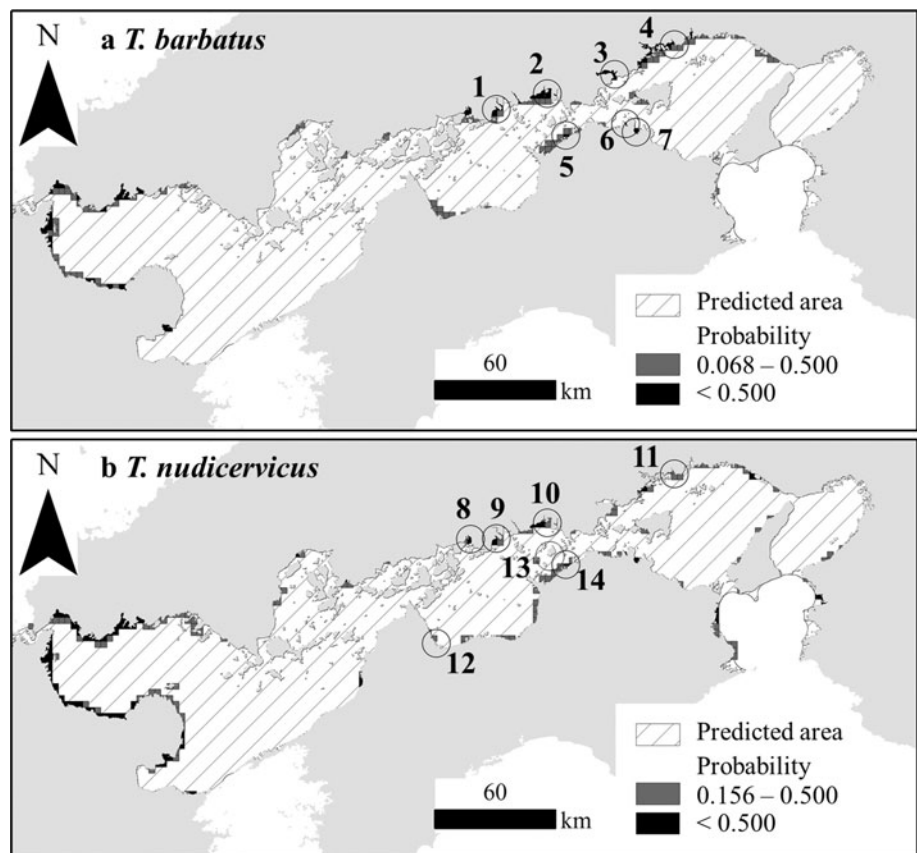 N
a T. barbatus
1
2
3
4
5
6
7
Predicted area
Probability
0.068 – 0.500
< 0.500
60
km
N
b T. nudicervicus
8
9
10
11
12
13
14
Predicted area
Probability
0.156 – 0.500
< 0.500
60
km